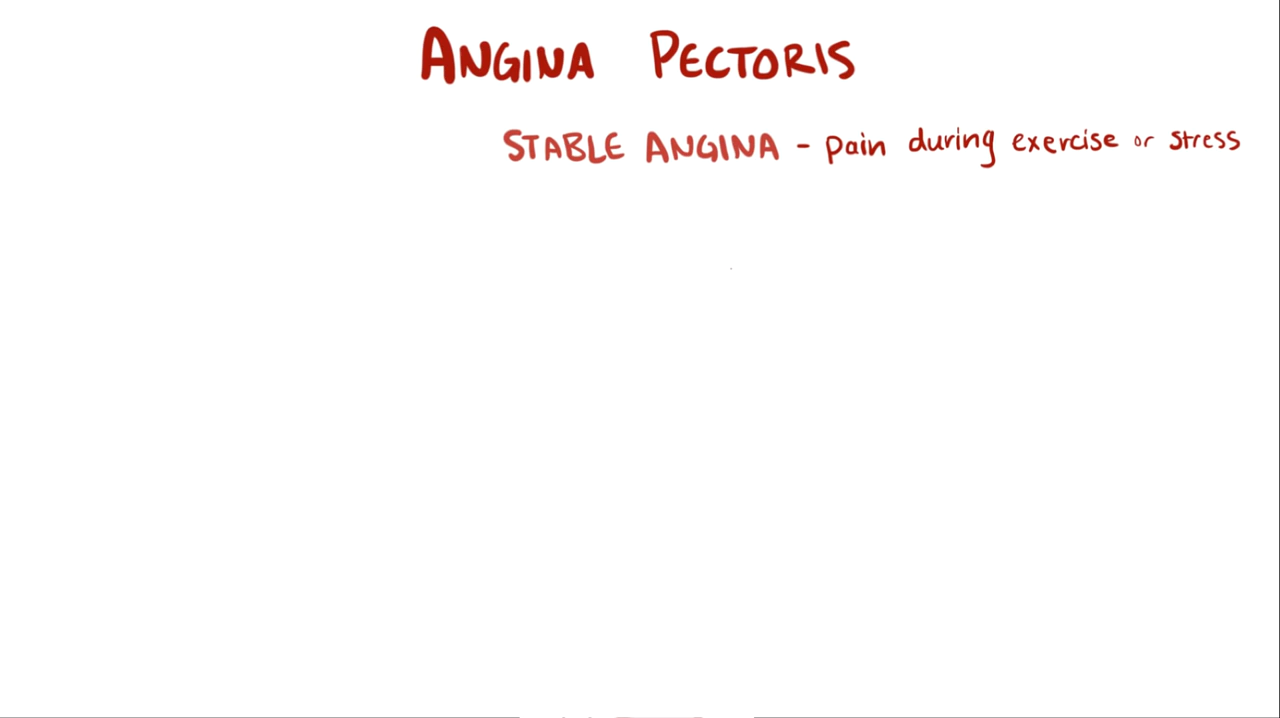 ANGINA PECTORIS
STABLE ANGINA - pain during exercise or stress